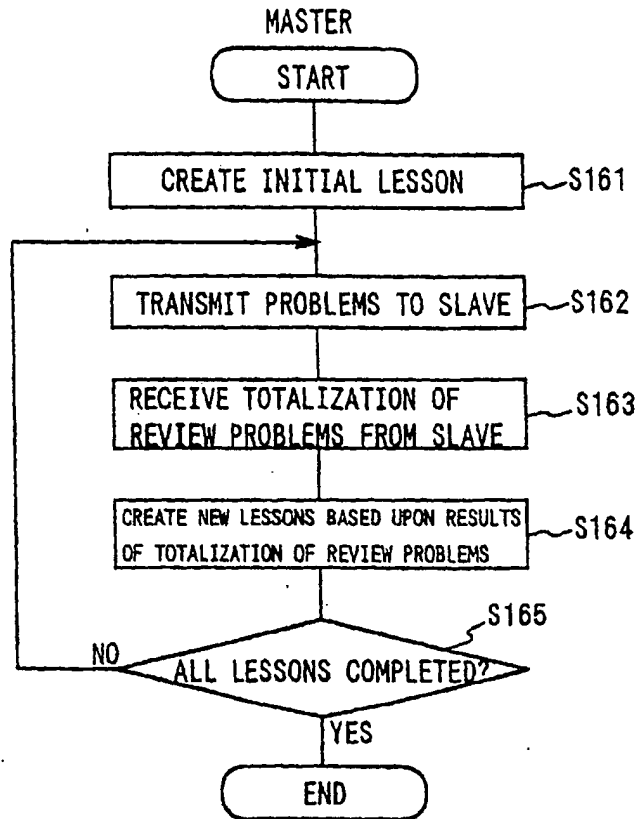 MASTER
START
CREATE INITIAL LESSON
S161
TRANSMIT PROBLEMS TO SLAVE
S162
RECEIVE TOTALIZATION OF
REVIEW PROBLEMS FROM SLAVE
S163
CREATE NEW LESSONS BASED UPON RESULTS
OF TOTALIZATION OF REVIEW PROBLEMS
S164
S165
NO
ALL LESSONS COMPLETED?
YES
END